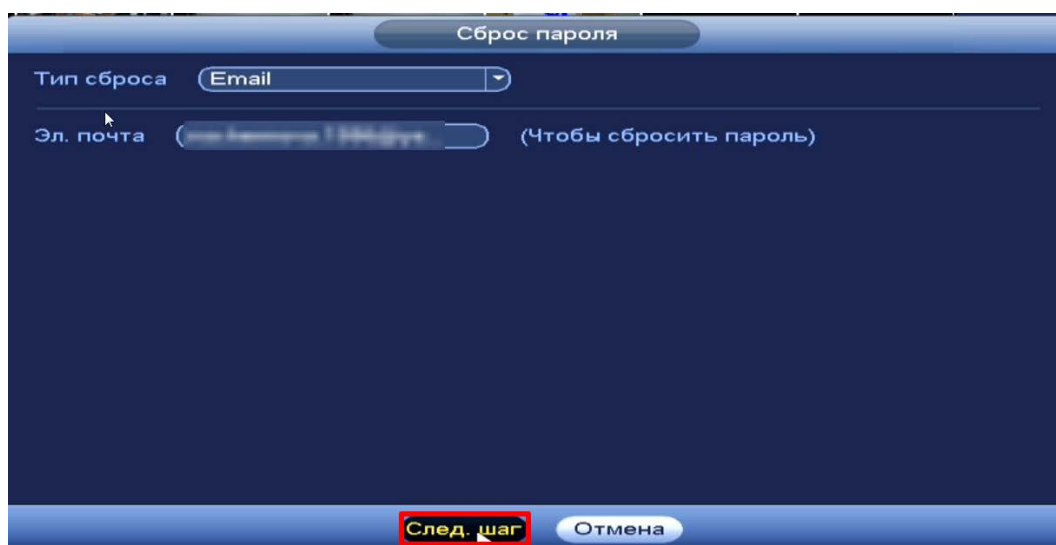 Сброс пароля
Тип сброса Email
Эл. почта (Чтобы сбросить пароль)
След. шаг Отмена